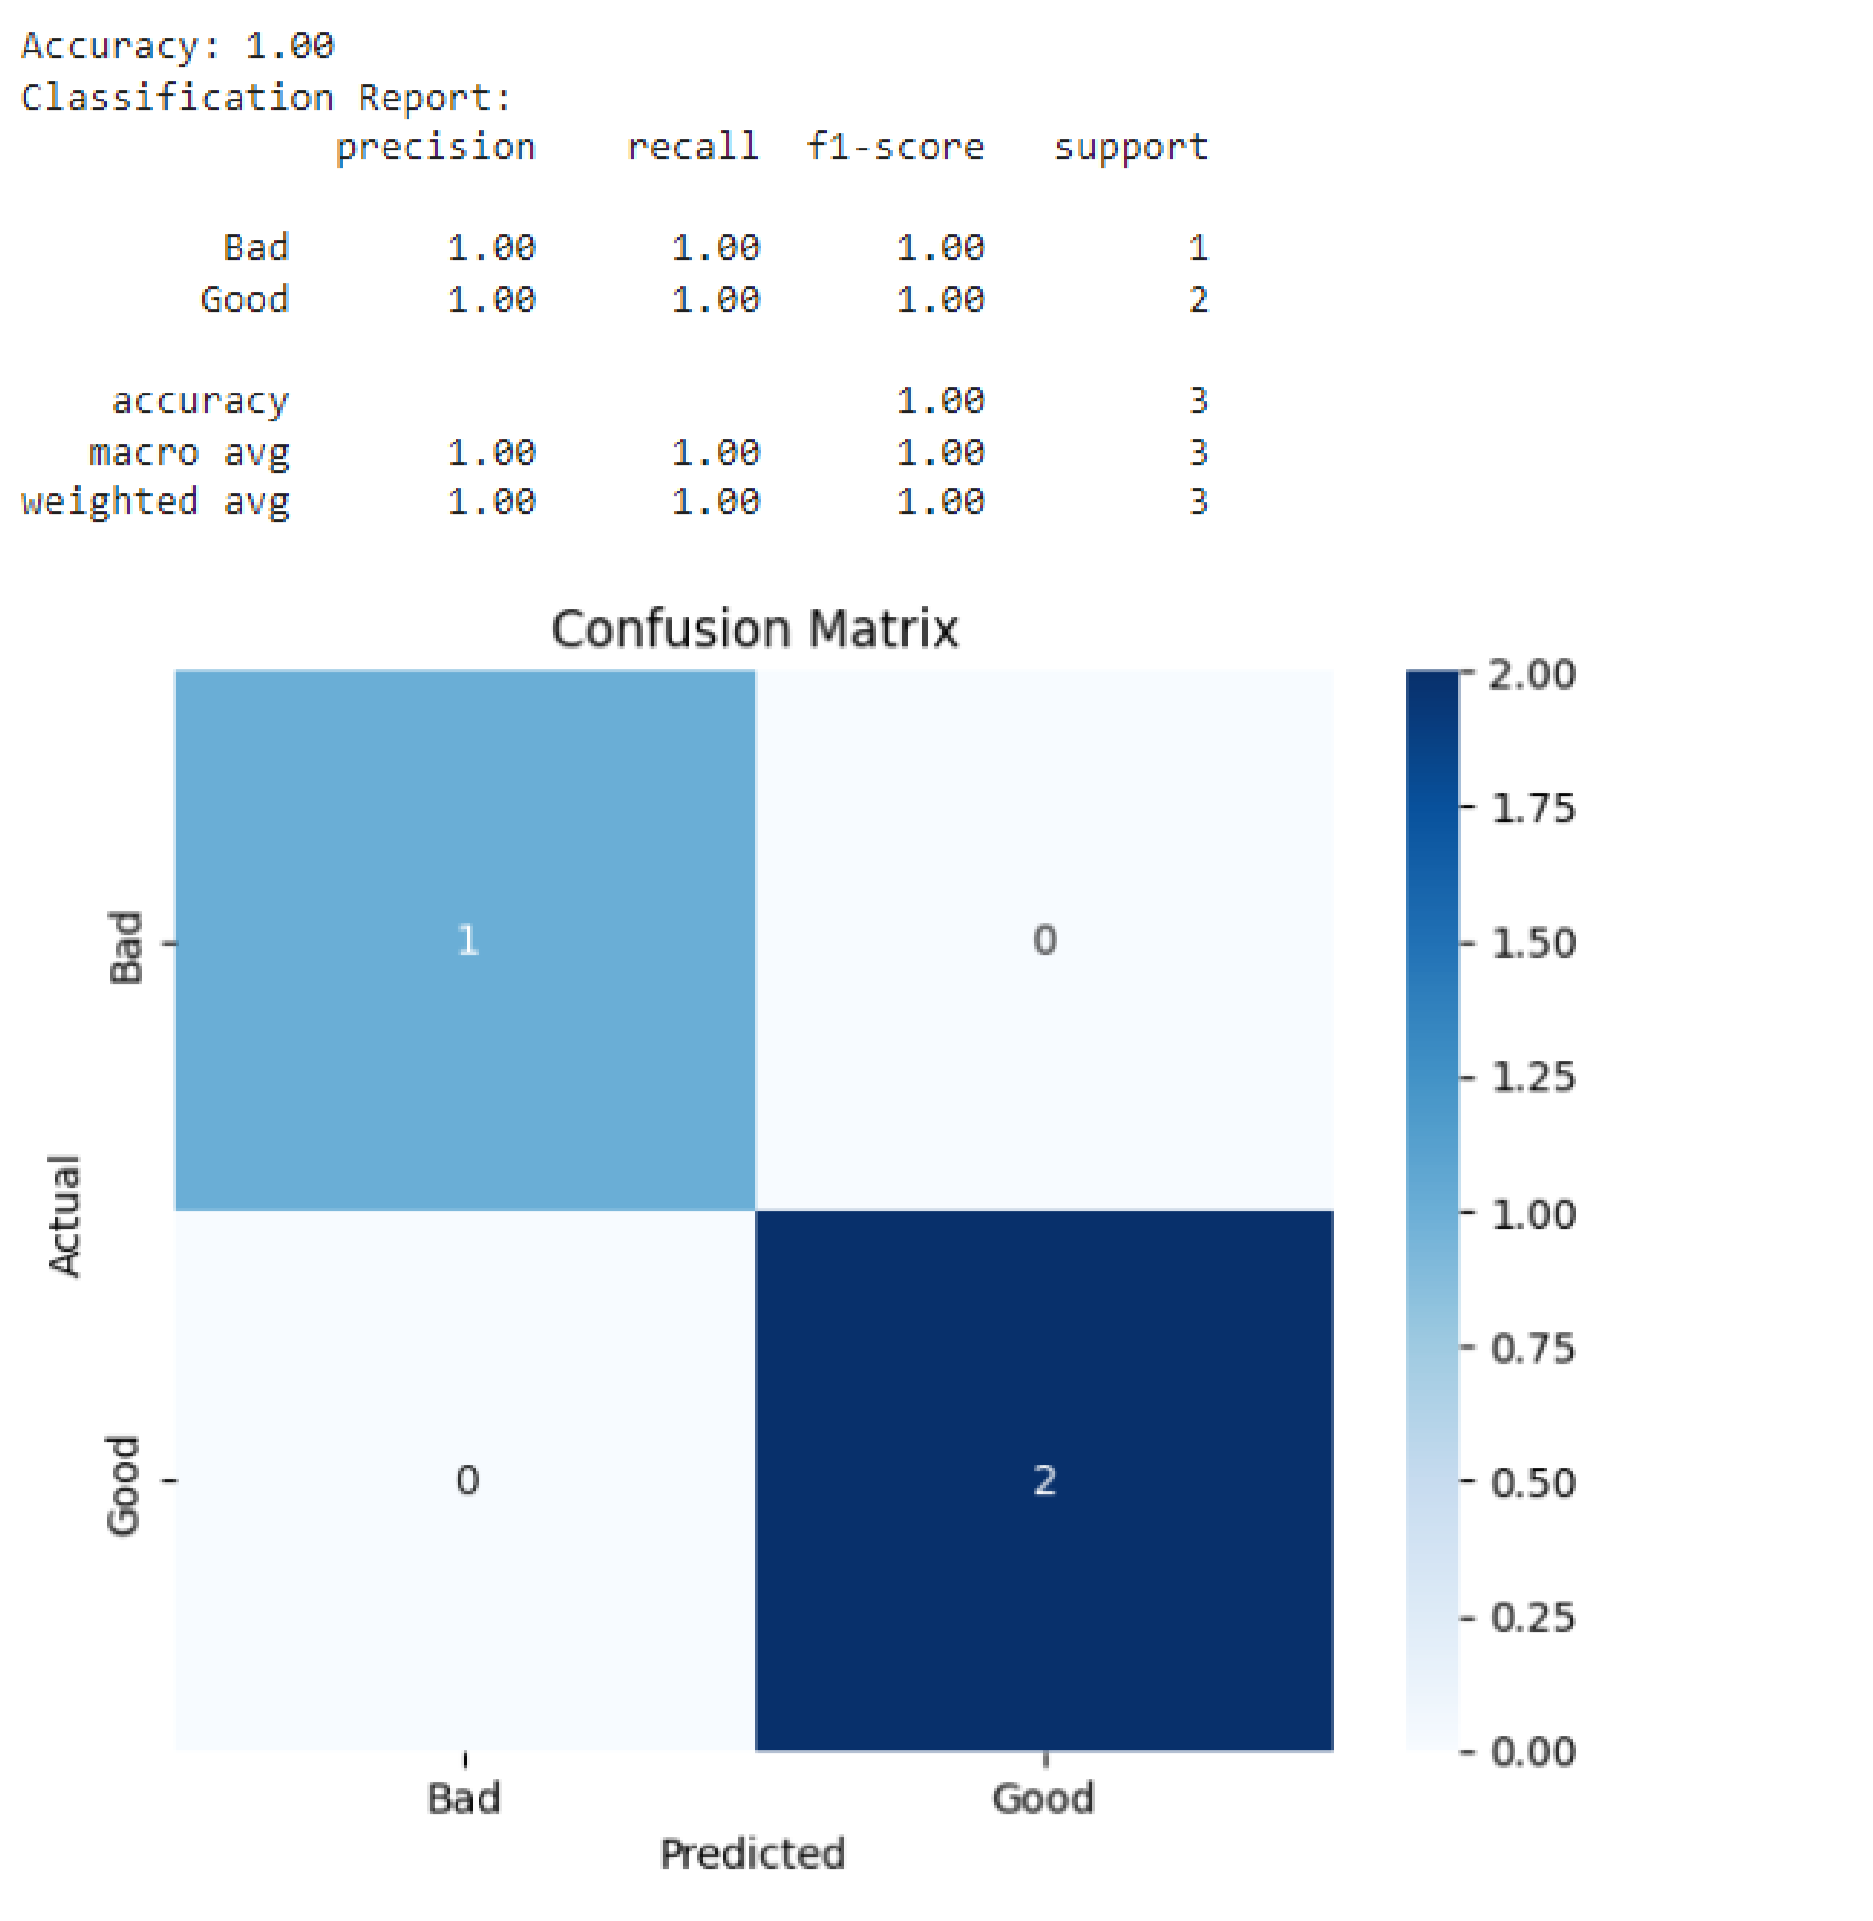 Accuracy: 1.00
Classification Report:
precision recall f1-score support
Bad 1.00 1.00 1.00 1
Good 1.00 1.00 1.00 2
accuracy 1.00 3
macro avg 1.00 1.00 1.00 3
weighted avg 1.00 1.00 1.00 3
Confusion Matrix
2.00
1.75
1.50
1.25
1.00
0.75
0.50
0.25
0.00
Actual
Bad
1 0
Good
0 2
Bad Good
Predicted